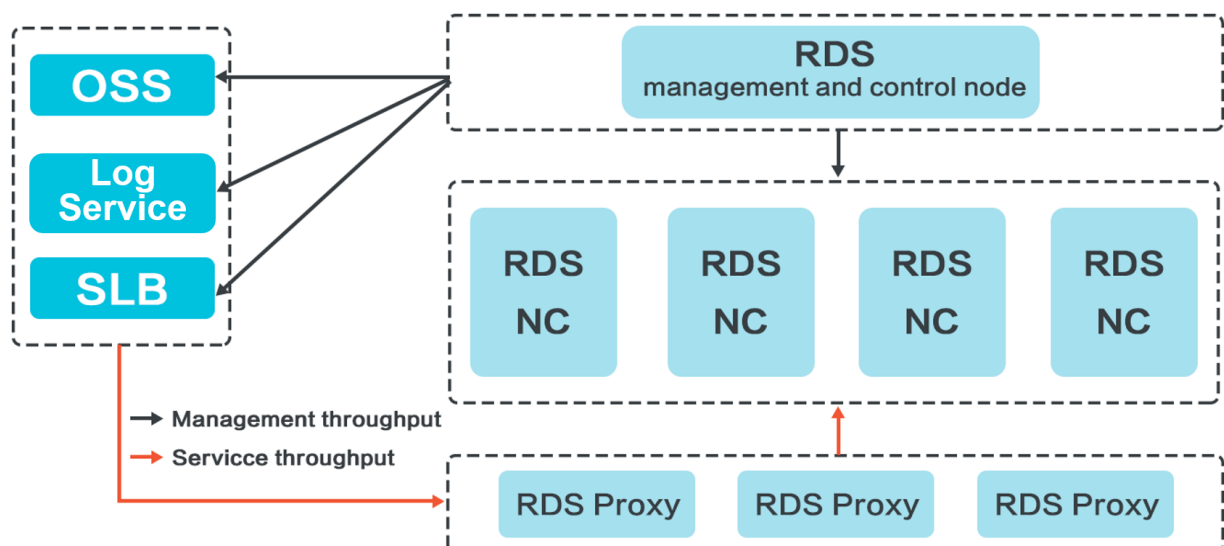 OSS
Log
Service
SLB
RDS
management and control node
RDS
NC
RDS
NC
RDS
NC
RDS
NC
Management throughput
Servicce throughput
RDS Proxy
RDS Proxy
RDS Proxy